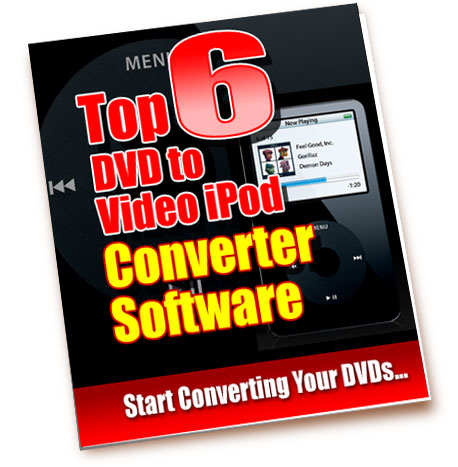 MENU
Top 6
DVD to
Video iPod
Converter
Software
Now Playing
Feel Good, Inc.
Gorillaz
Demon Days
-1:20
MENU
Start Converting Your DVDs...